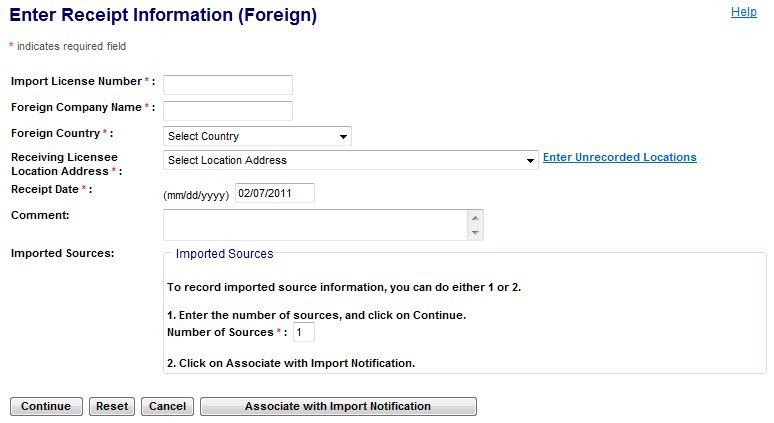 Enter Receipt Information (Foreign)
Help
* indicates required field
Import License Number * :
Foreign Company Name * :
Foreign Country * :
Select Country
Receiving Licensee
Location Address * :
Select Location Address
Enter Unrecorded Locations
Receipt Date * :
(mm/dd/yyyy) 02/07/2011
Comment:
Imported Sources:
Imported Sources
To record imported source information, you can do either 1 or 2.
1. Enter the number of sources, and click on Continue.
Number of Sources * : 1
2. Click on Associate with Import Notification.
Continue Reset Cancel Associate with Import Notification